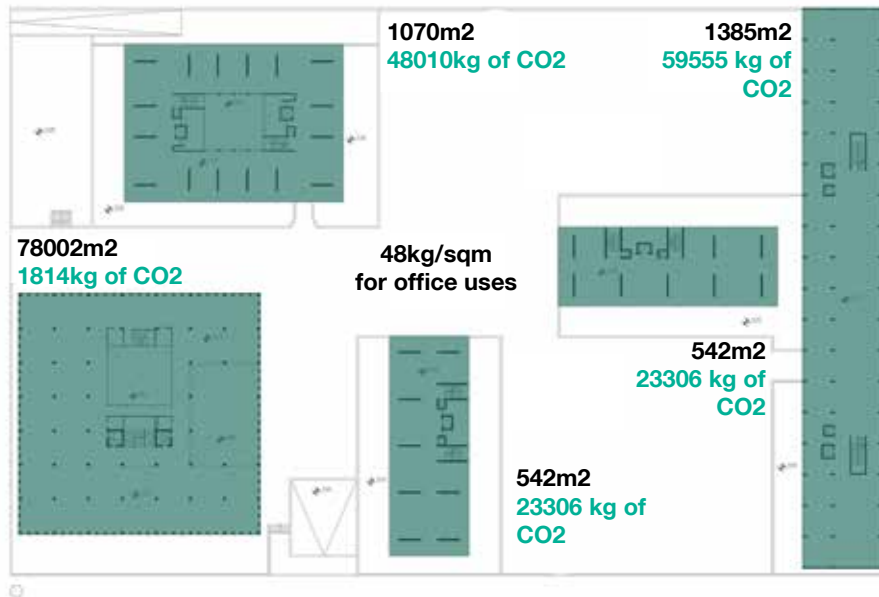 1070m2
48010kg of CO2
1385m2
59555 kg of
CO2
78002m2
1814kg of CO2
48kg/sqm
for office uses
542m2
23306 kg of
CO2
542m2
23306 kg of
CO2